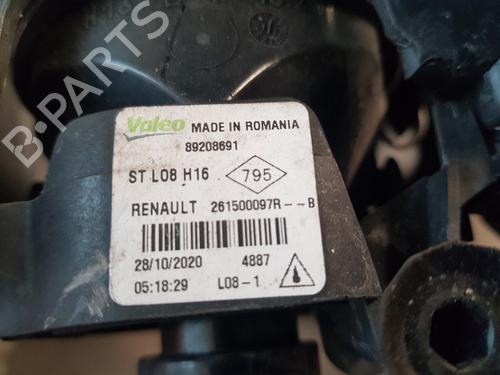 B-PARTS
Valeo MADE IN ROMANIA
89208691
ST L08 H16 795
RENAULT 261500097R--B
28/10/2020 4887
05:18:29 L08-1